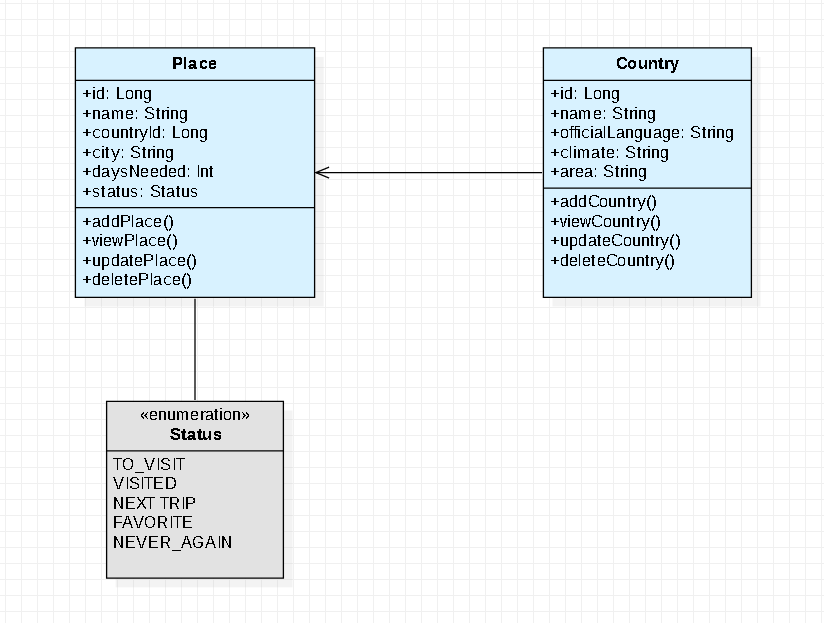 Place
+id: Long
+name: String
+countryId: Long
+city: String
+daysNeeded: Int
+status: Status
+addPlace()
+viewPlace()
+updatePlace()
+deletePlace()
Country
+id: Long
+name: String
+officialLanguage: String
+climate: String
+area: String
+addCountry()
+viewCountry()
+updateCountry()
+deleteCountry()
«enumeration»
Status
TO_VISIT
VISITED
NEXT TRIP
FAVORITE
NEVER_AGAIN